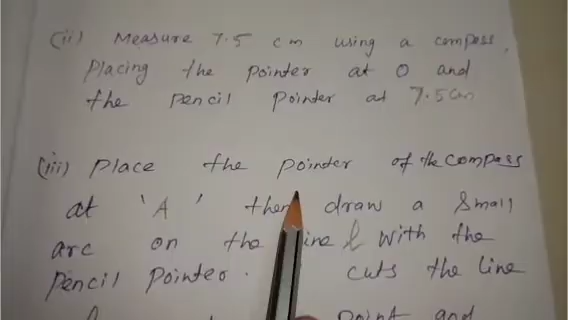 (ii) Measure 7.5 cm using a compass,
placing the pointer at 0 and
the pencil pointer at 7.5cm
(iii) place the pointer of the compass
at 'A' then draw a small
arc on the line l with the
pencil pointer. cuts the line
point and